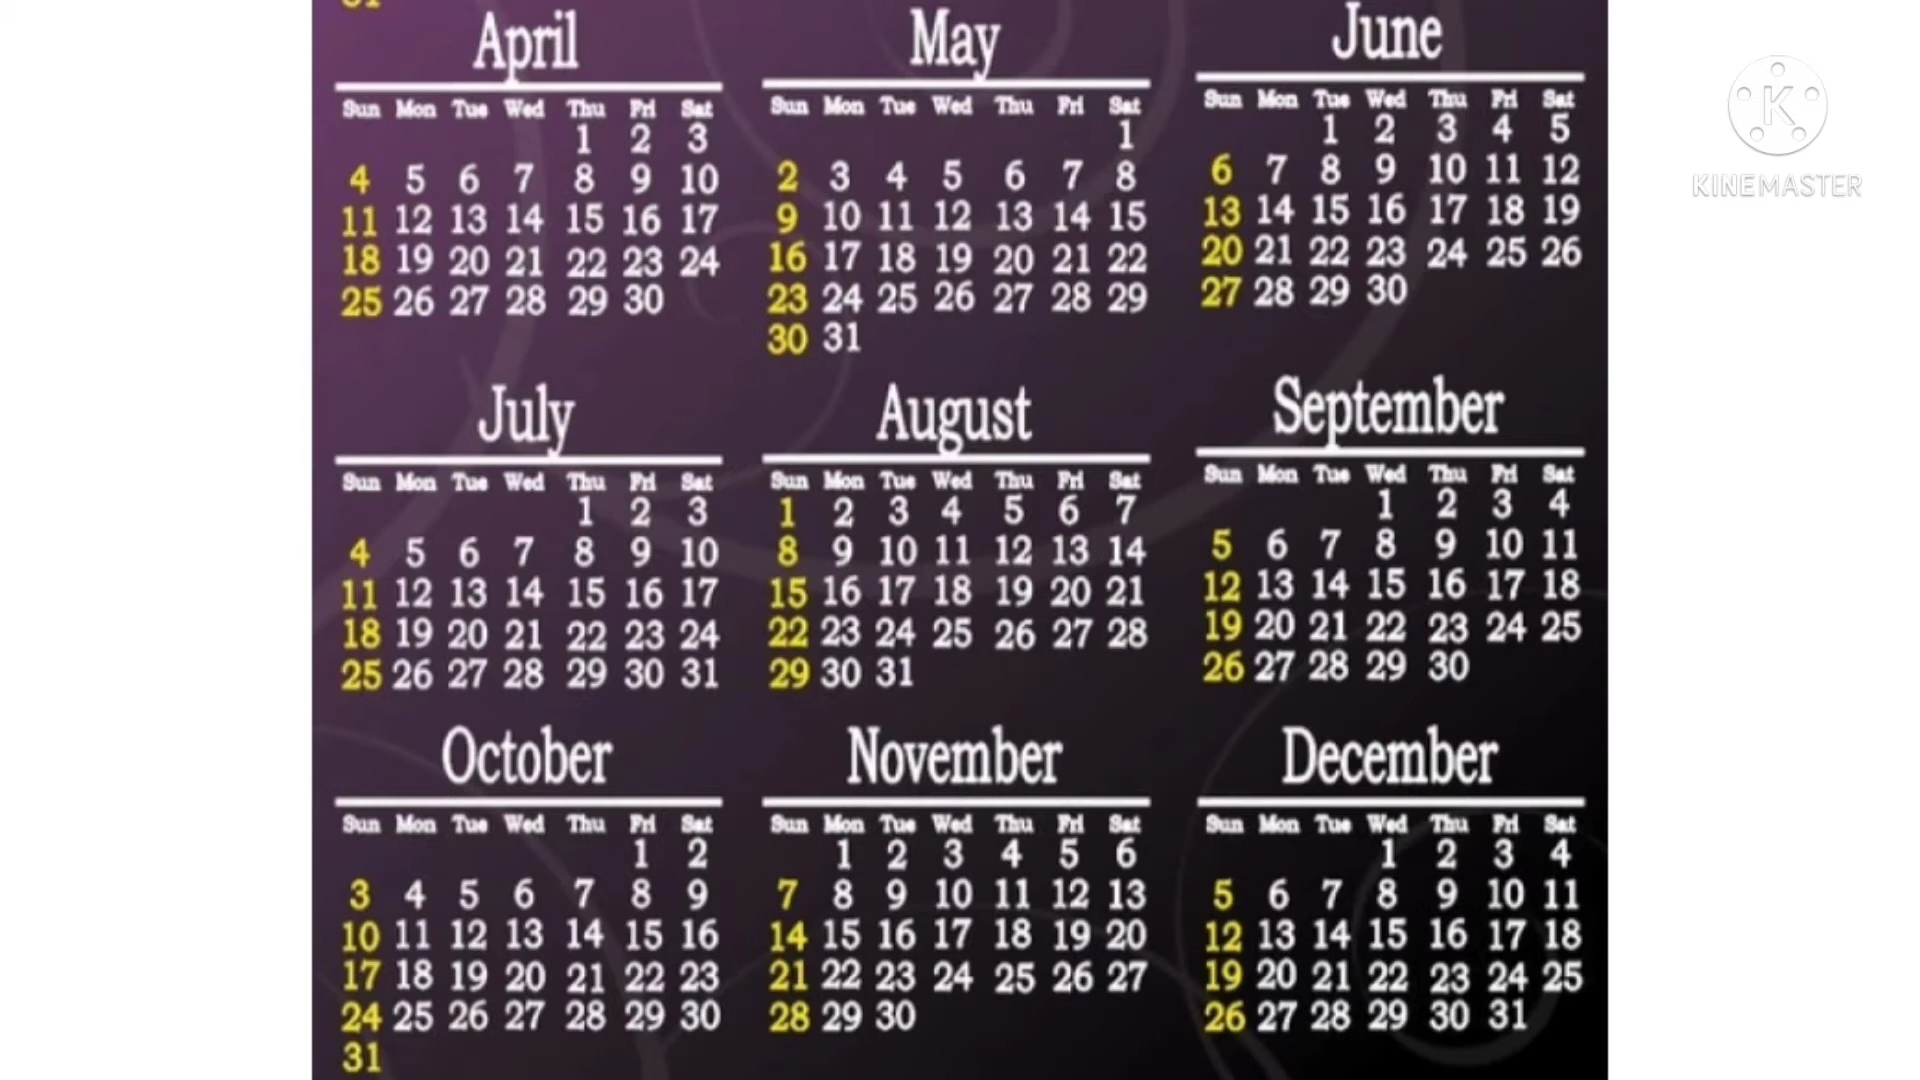 31
April
Sun Mon Tue Wed Thu Fri Sat
1 2 3
4 5 6 7 8 9 10
11 12 13 14 15 16 17
18 19 20 21 22 23 24
25 26 27 28 29 30
May
Sun Mon Tue Wed Thu Fri Sat
1
2 3 4 5 6 7 8
9 10 11 12 13 14 15
16 17 18 19 20 21 22
23 24 25 26 27 28 29
30 31
June
Sun Mon Tue Wed Thu Fri Sat
1 2 3 4 5
6 7 8 9 10 11 12
13 14 15 16 17 18 19
20 21 22 23 24 25 26
27 28 29 30
K
KINEMASTER
July
Sun Mon Tue Wed Thu Fri Sat
1 2 3
4 5 6 7 8 9 10
11 12 13 14 15 16 17
18 19 20 21 22 23 24
25 26 27 28 29 30 31
August
Sun Mon Tue Wed Thu Fri Sat
1 2 3 4 5 6 7
8 9 10 11 12 13 14
15 16 17 18 19 20 21
22 23 24 25 26 27 28
29 30 31
September
Sun Mon Tue Wed Thu Fri Sat
1 2 3 4
5 6 7 8 9 10 11
12 13 14 15 16 17 18
19 20 21 22 23 24 25
26 27 28 29 30
October
Sun Mon Tue Wed Thu Fri Sat
1 2
3 4 5 6 7 8 9
10 11 12 13 14 15 16
17 18 19 20 21 22 23
24 25 26 27 28 29 30
31
November
Sun Mon Tue Wed Thu Fri Sat
1 2 3 4 5 6
7 8 9 10 11 12 13
14 15 16 17 18 19 20
21 22 23 24 25 26 27
28 29 30
December
Sun Mon Tue Wed Thu Fri Sat
1 2 3 4
5 6 7 8 9 10 11
12 13 14 15 16 17 18
19 20 21 22 23 24 25
26 27 28 29 30 31